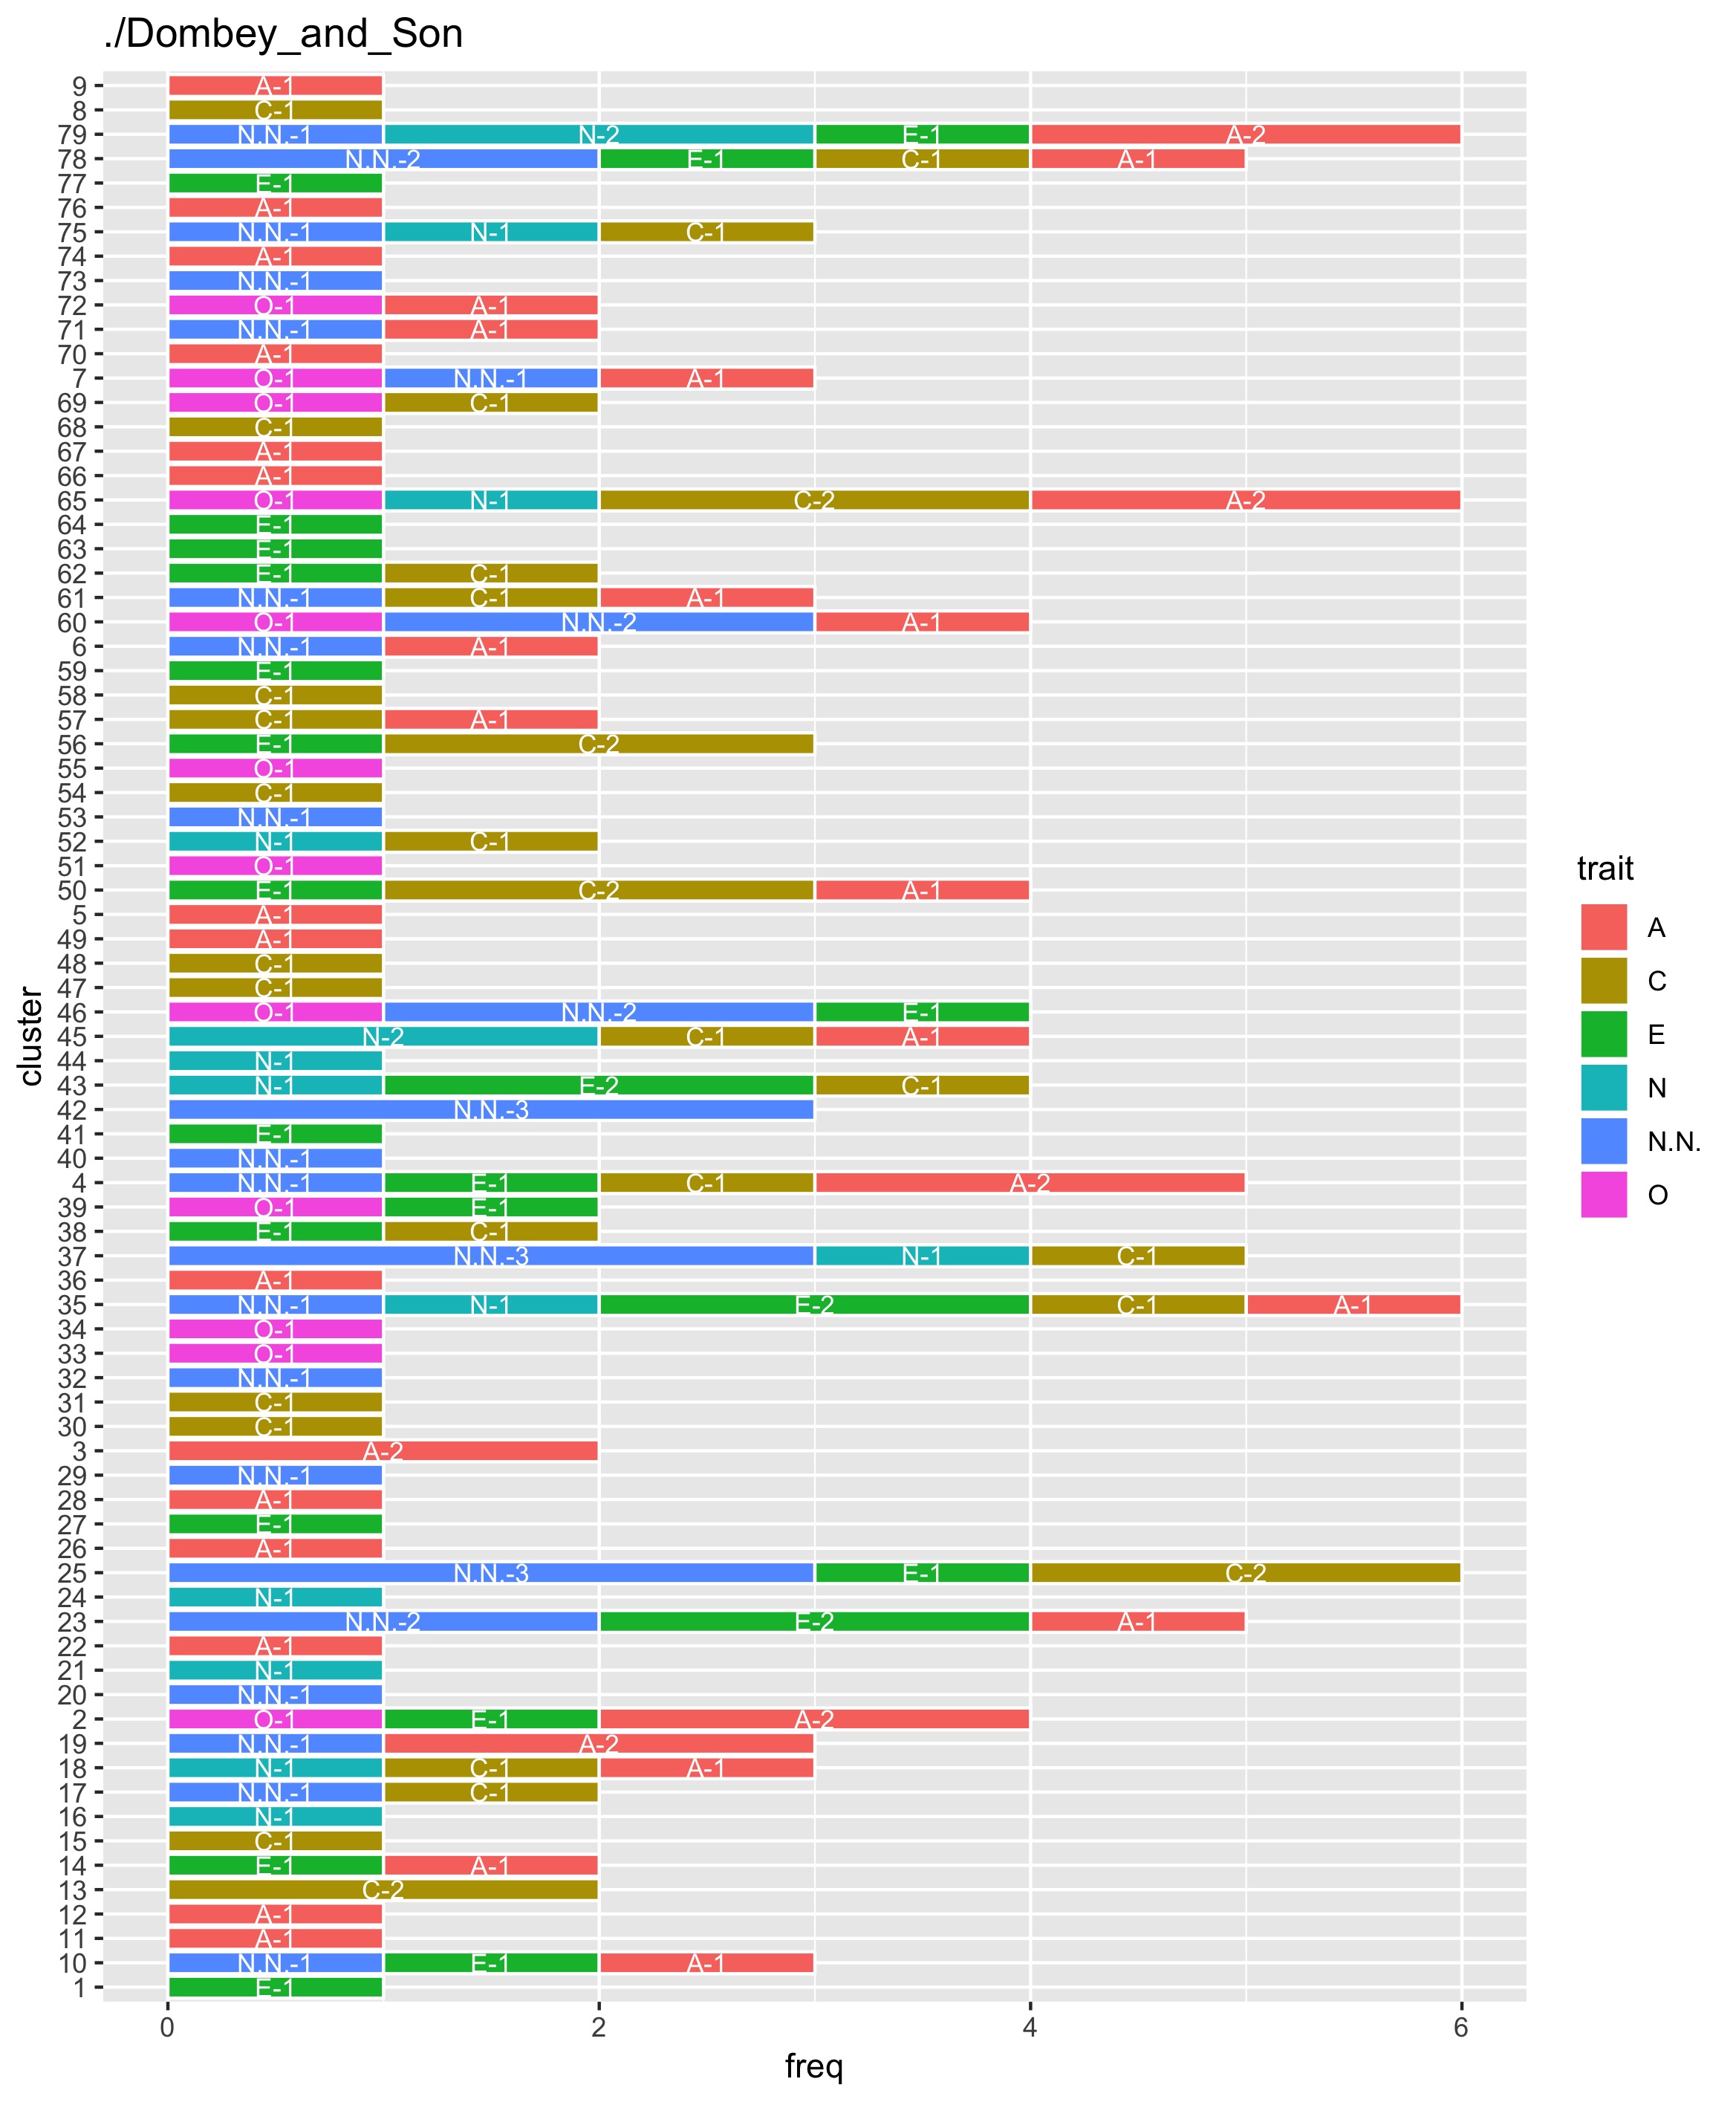 ./Dombey_and_Son
9 A-1
8 C-1
79 N.N.-1 N-2 E-1 A-2
78 N.N.-2 E-1 C-1 A-1
77 E-1
76 A-1
75 N.N.-1 N-1 C-1
74 A-1
73 N.N.-1
72 O-1 A-1
71 N.N.-1 A-1
70 A-1
7 O-1 N.N.-1 A-1
69 O-1 C-1
68 C-1
67 A-1
66 A-1
65 O-1 N-1 C-2 A-2
64 E-1
63 E-1
62 E-1 C-1
61 N.N.-1 C-1 A-1
60 O-1 N.N.-2 A-1
6 N.N.-1 A-1
59 E-1
58 C-1
57 C-1 A-1
56 E-1 C-2
55 O-1
54 C-1
53 N.N.-1
52 N-1 C-1
51 O-1
50 E-1 C-2 A-1
5 A-1
49 A-1
48 C-1
47 C-1
46 O-1 N.N.-2 E-1
45 N-2 C-1 A-1
44 N-1
43 N-1 E-2 C-1
42 N.N.-3
41 E-1
40 N.N.-1
4 N.N.-1 E-1 C-1 A-2
39 O-1 E-1
38 E-1 C-1
37 N.N.-3 N-1 C-1
36 A-1
35 N.N.-1 N-1 E-2 C-1 A-1
34 O-1
33 O-1
32 N.N.-1
31 C-1
30 C-1
3 A-2
29 N.N.-1
28 A-1
27 E-1
26 A-1
25 N.N.-3 E-1 C-2
24 N-1
23 N.N.-2 E-2 A-1
22 A-1
21 N-1
20 N.N.-1
2 O-1 E-1 A-2
19 N.N.-1 A-2
18 N-1 C-1 A-1
17 N.N.-1 C-1
16 N-1
15 C-1
14 E-1 A-1
13 C-2
12 A-1
11 A-1
10 N.N.-1 E-1 A-1
1 E-1
0 2 4 6
freq
cluster
trait
A
C
E
N
N.N.
O